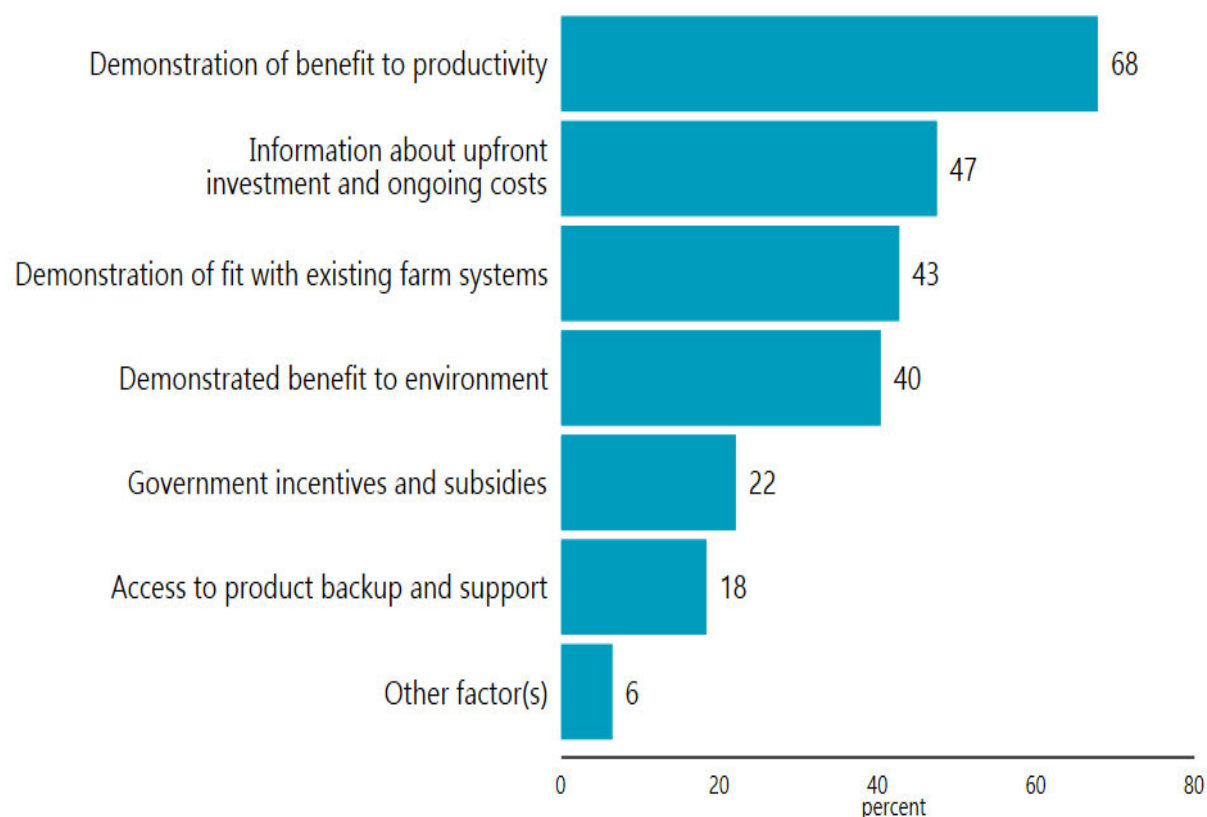 Demonstration of benefit to productivity 68
Information about upfront
investment and ongoing costs 47
Demonstration of fit with existing farm systems 43
Demonstrated benefit to environment 40
Government incentives and subsidies 22
Access to product backup and support 18
Other factor(s) 6
0 20 40 60 80
percent